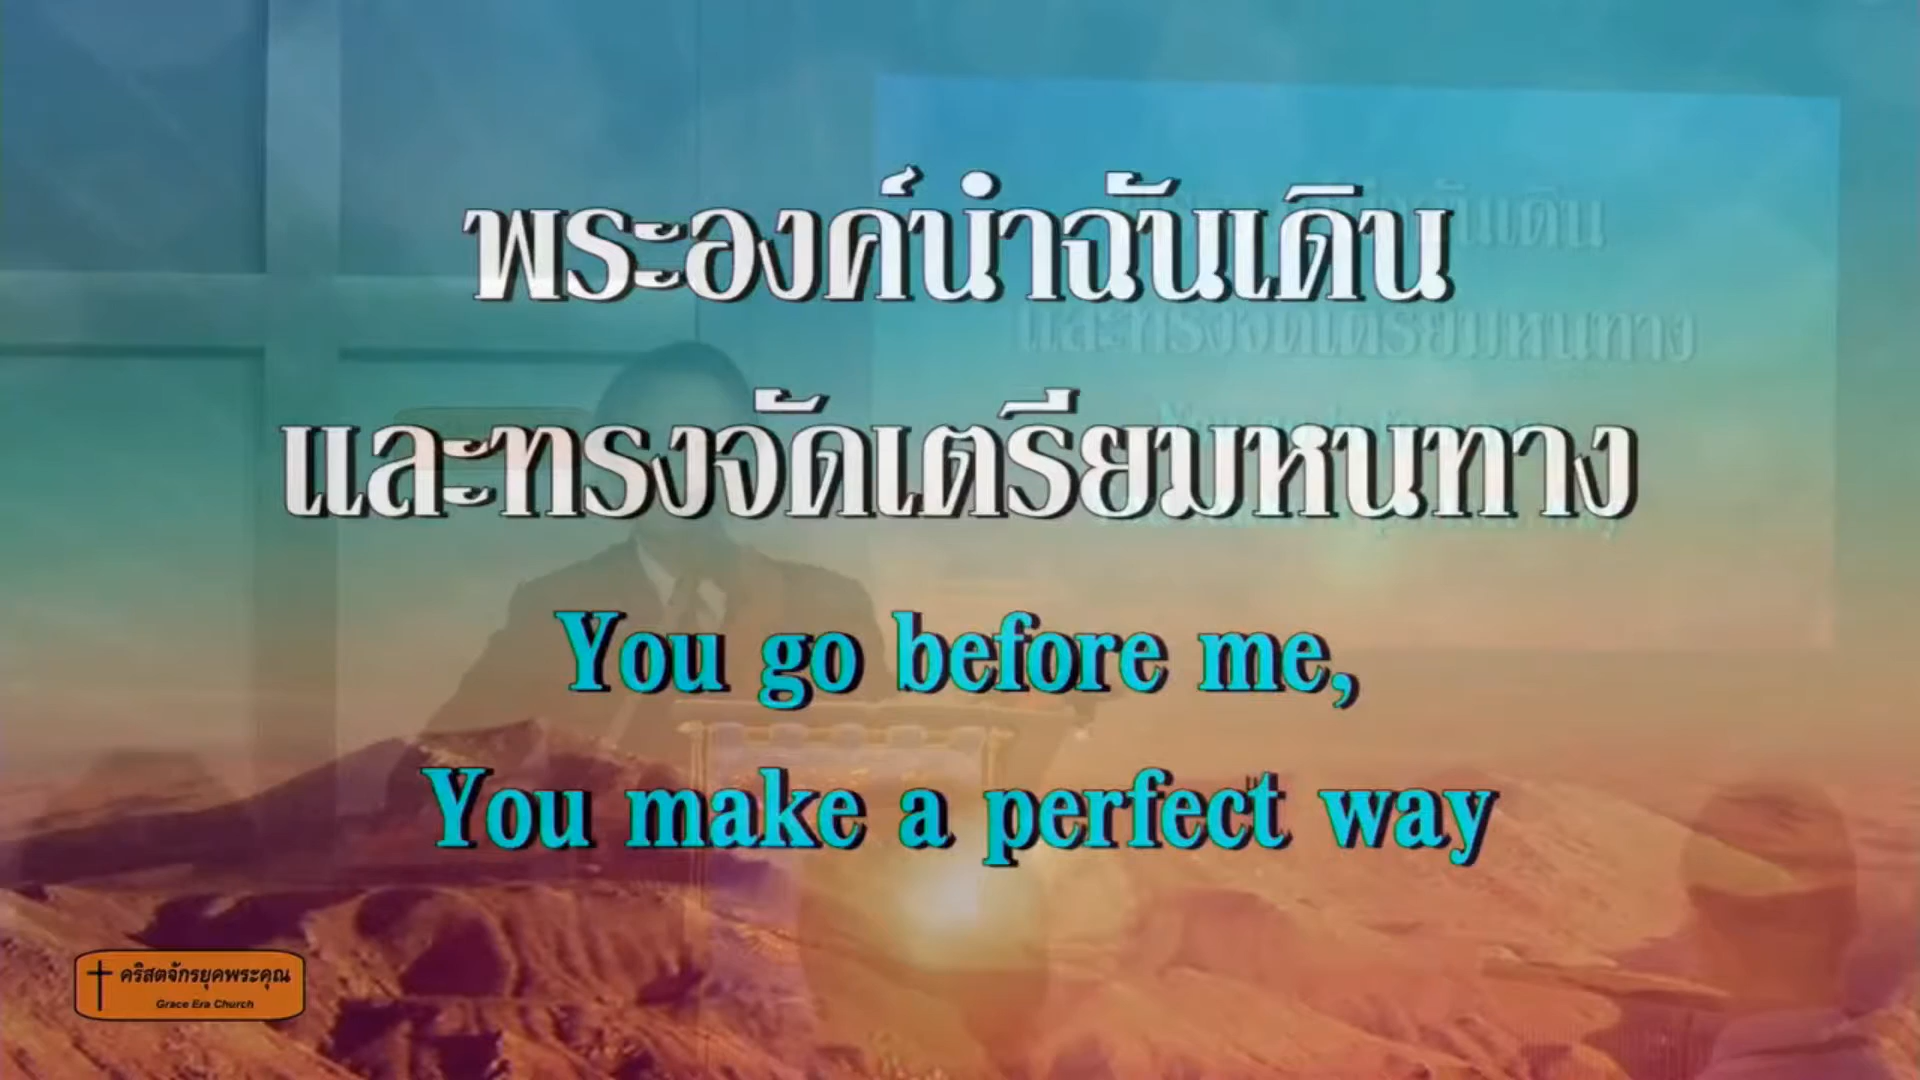 พระองค์นำฉันเดิน
และทรงจัดเตรียมหนทาง
You go before me,
You make a perfect way
คริสตจักรยุคพระคุณ
Grace Era Church